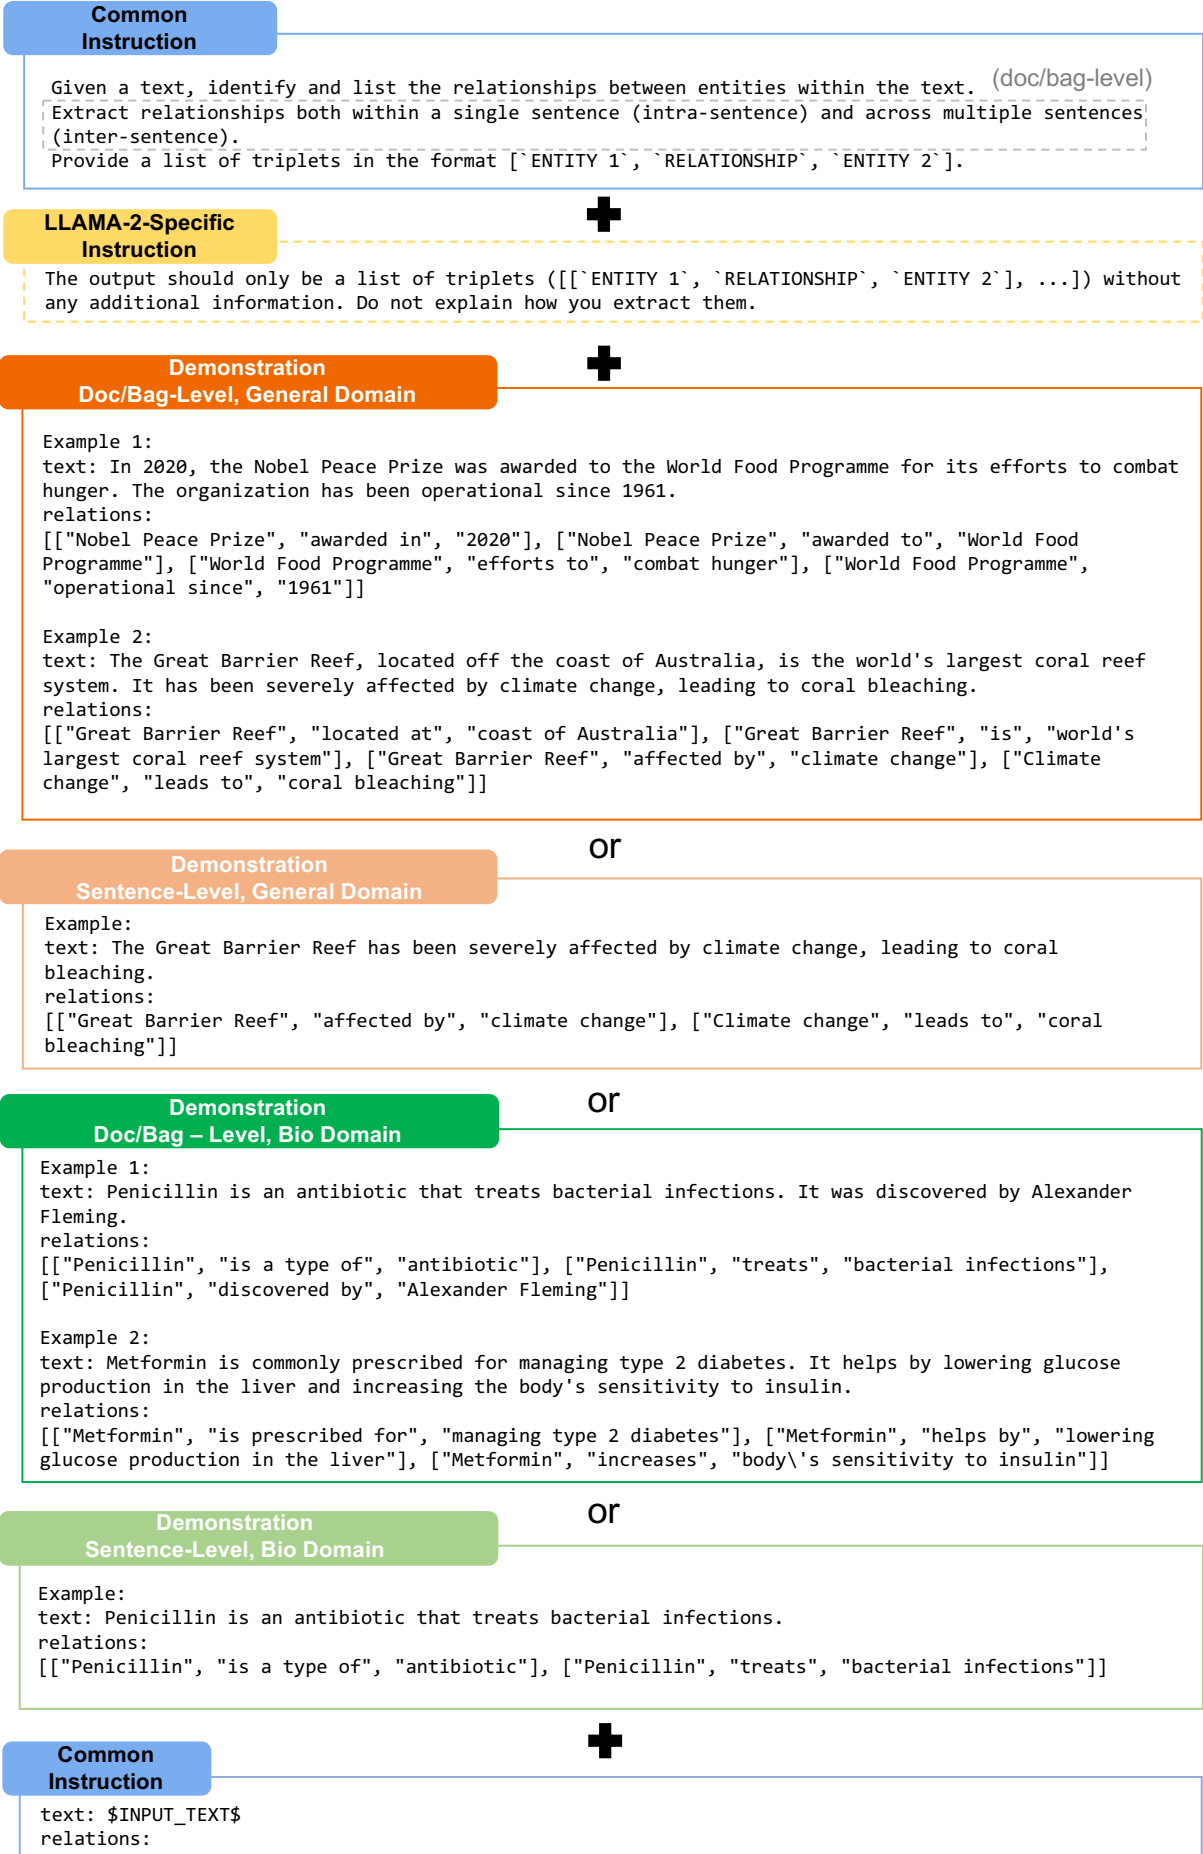 Common
Instruction
Given a text, identify and list the relationships between entities within the text. (doc/bag-level)
Extract relationships both within a single sentence (intra-sentence) and across multiple sentences
(inter-sentence).
Provide a list of triplets in the format [`ENTITY 1`, `RELATIONSHIP`, `ENTITY 2`].
LLAMA-2-Specific
Instruction
The output should only be a list of triplets ([[`ENTITY 1`, `RELATIONSHIP`, `ENTITY 2`], ...]) without
any additional information. Do not explain how you extract them.
Demonstration
Doc/Bag-Level, General Domain
Example 1:
text: In 2020, the Nobel Peace Prize was awarded to the World Food Programme for its efforts to combat
hunger. The organization has been operational since 1961.
relations:
[["Nobel Peace Prize", "awarded in", "2020"], ["Nobel Peace Prize", "awarded to", "World Food
Programme"], ["World Food Programme", "efforts to", "combat hunger"], ["World Food Programme",
"operational since", "1961"]]
Example 2:
text: The Great Barrier Reef, located off the coast of Australia, is the world's largest coral reef
system. It has been severely affected by climate change, leading to coral bleaching.
relations:
[["Great Barrier Reef", "located at", "coast of Australia"], ["Great Barrier Reef", "is", "world's
largest coral reef system"], ["Great Barrier Reef", "affected by", "climate change"], ["Climate
change", "leads to", "coral bleaching"]]
or
Demonstration
Sentence-Level, General Domain
Example:
text: The Great Barrier Reef has been severely affected by climate change, leading to coral
bleaching.
relations:
[["Great Barrier Reef", "affected by", "climate change"], ["Climate change", "leads to", "coral
bleaching"]]
or
Demonstration
Doc/Bag – Level, Bio Domain
Example 1:
text: Penicillin is an antibiotic that treats bacterial infections. It was discovered by Alexander
Fleming.
relations:
[["Penicillin", "is a type of", "antibiotic"], ["Penicillin", "treats", "bacterial infections"],
["Penicillin", "discovered by", "Alexander Fleming"]]
Example 2:
text: Metformin is commonly prescribed for managing type 2 diabetes. It helps by lowering glucose
production in the liver and increasing the body's sensitivity to insulin.
relations:
[["Metformin", "is prescribed for", "managing type 2 diabetes"], ["Metformin", "helps by", "lowering
glucose production in the liver"], ["Metformin", "increases", "body\'s sensitivity to insulin"]]
or
Demonstration
Sentence-Level, Bio Domain
Example:
text: Penicillin is an antibiotic that treats bacterial infections.
relations:
[["Penicillin", "is a type of", "antibiotic"], ["Penicillin", "treats", "bacterial infections"]]
Common
Instruction
text: $INPUT_TEXT$
relations: